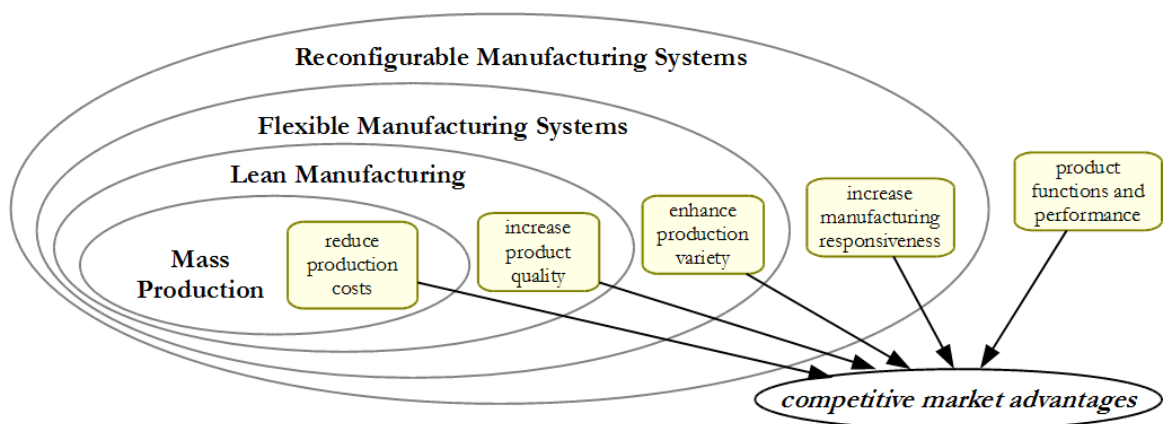 Reconfigurable Manufacturing Systems
Flexible Manufacturing Systems
Lean Manufacturing
Mass
Production
reduce
production
costs
increase
product
quality
enhance
production
variety
increase
manufacturing
responsiveness
product
functions and
performance
competitive market advantages